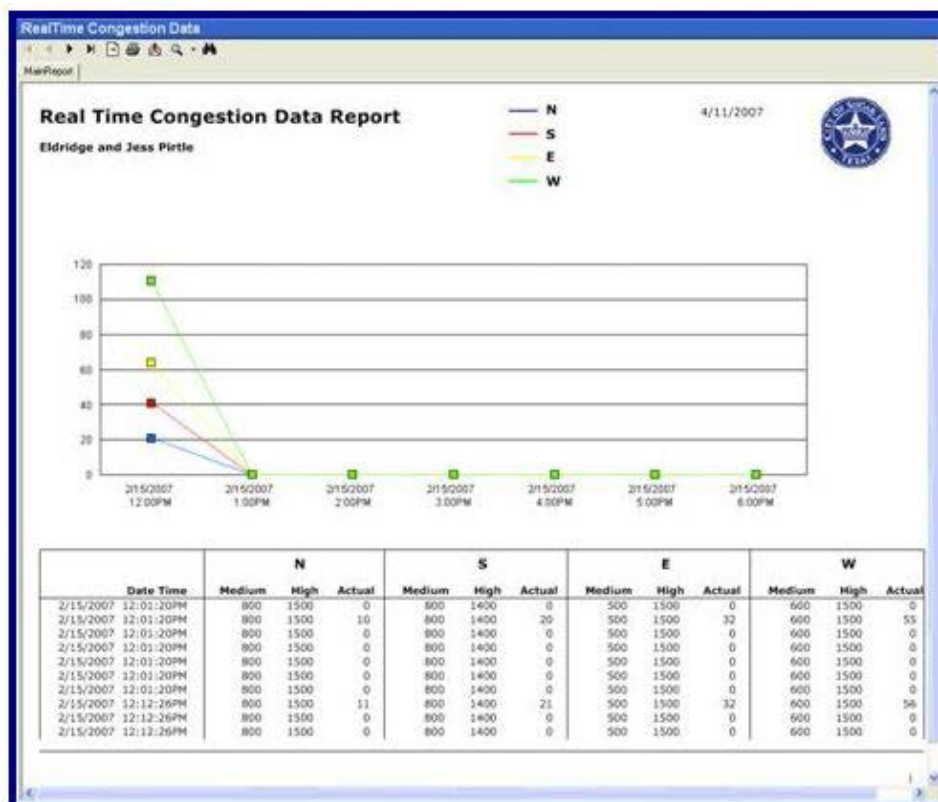 RealTime Congestion Data
MainReport
Real Time Congestion Data Report
Eldridge and Jess Pirtle
N
S
E
W
4/11/2007
CITY OF SUGAR LAND
TEXAS
120
100
80
60
40
20
0
2/15/2007 2/15/2007 2/15/2007 2/15/2007 2/15/2007 2/15/2007 2/15/2007
12:00PM 1:00PM 2:00PM 3:00PM 4:00PM 5:00PM 6:00PM
N S E W
Date Time Medium High Actual Medium High Actual Medium High Actual Medium High Actual
2/15/2007 12:01:20PM 800 1500 0 800 1400 0 500 1500 0 600 1500 0
2/15/2007 12:01:20PM 800 1500 10 800 1400 20 500 1500 32 600 1500 55
2/15/2007 12:01:20PM 800 1500 0 800 1400 0 500 1500 0 600 1500 0
2/15/2007 12:01:20PM 800 1500 0 800 1400 0 500 1500 0 600 1500 0
2/15/2007 12:01:20PM 800 1500 0 800 1400 0 500 1500 0 600 1500 0
2/15/2007 12:01:20PM 800 1500 0 800 1400 0 500 1500 0 600 1500 0
2/15/2007 12:01:20PM 800 1500 0 800 1400 0 500 1500 0 600 1500 0
2/15/2007 12:12:26PM 800 1500 11 800 1400 21 500 1500 32 600 1500 56
2/15/2007 12:12:26PM 800 1500 0 800 1400 0 500 1500 0 600 1500 0
2/15/2007 12:12:26PM 800 1500 0 800 1400 0 500 1500 0 600 1500 0